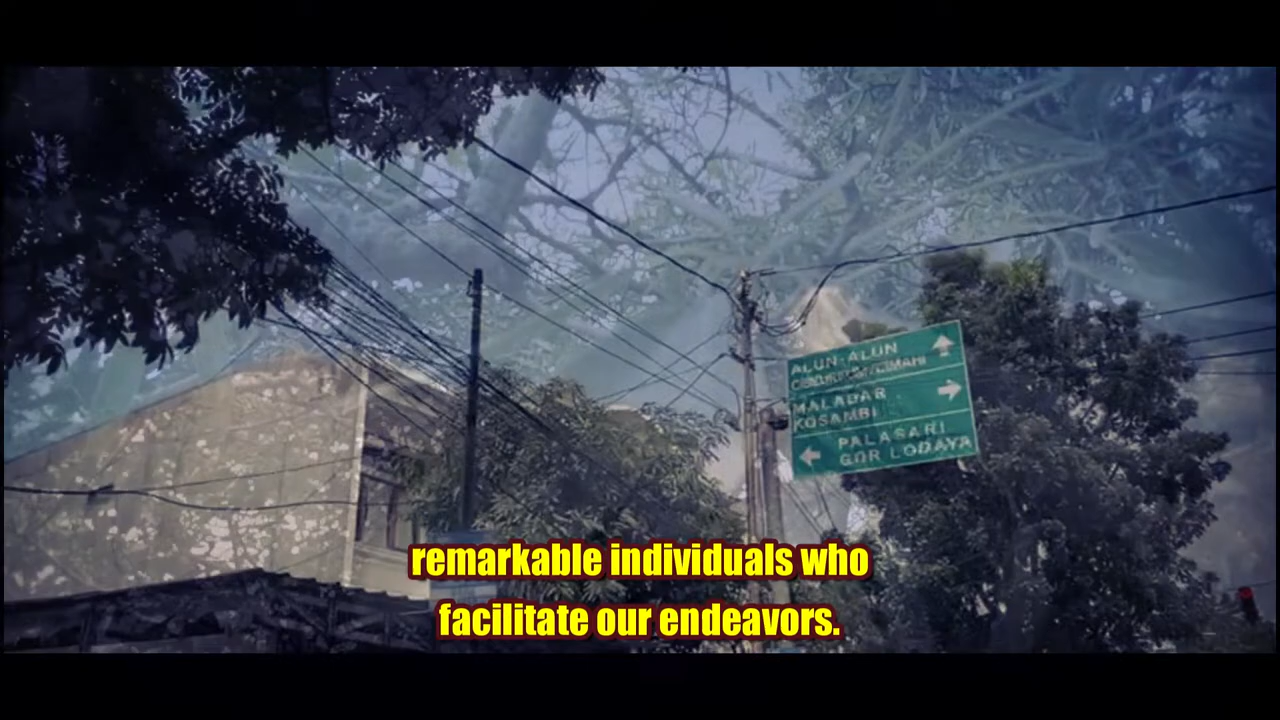 ALUN-ALUN
MALABAR
KOSAMBI
PALASARI
GOR LODAYA
remarkable individuals who
facilitate our endeavors.